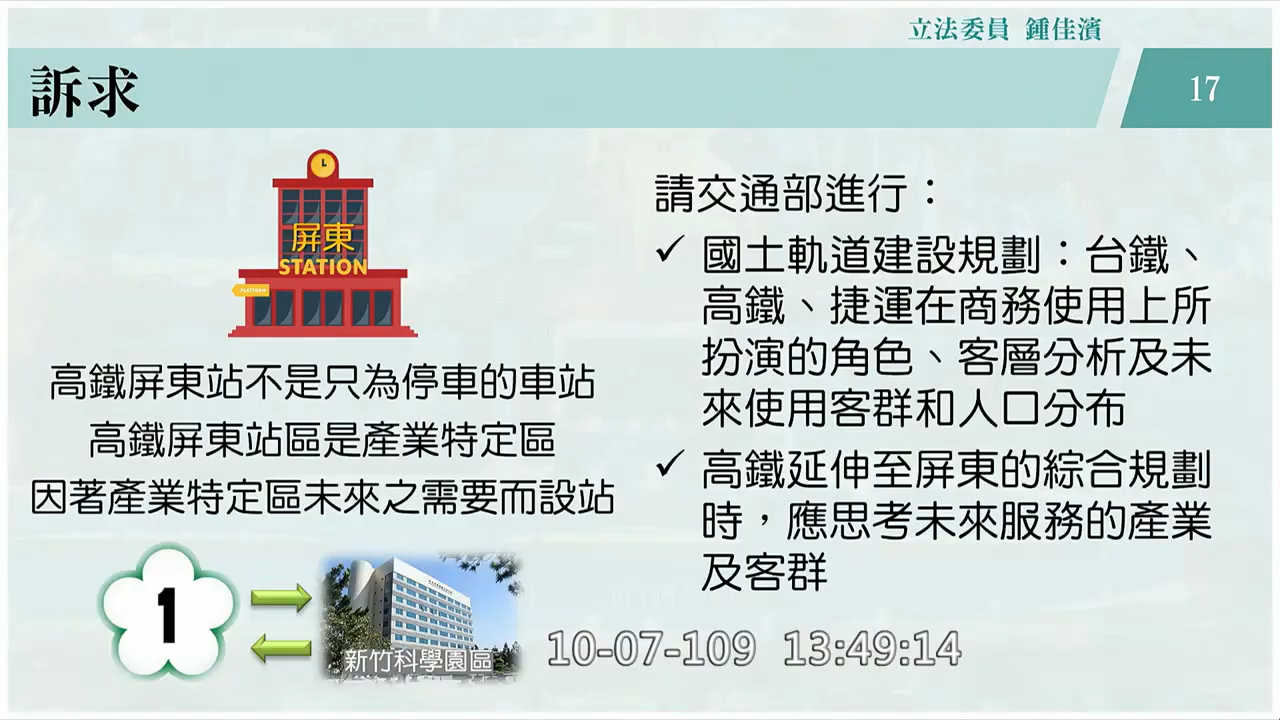 立法委員 鍾佳濱
訴求
17
屏東
STATION
PLATFORM
高鐵屏東站不是只為停車的車站
高鐵屏東站區是產業特定區
因著產業特定區未來之需要而設站
1
新竹科學園區
請交通部進行：
✓ 國土軌道建設規劃：台鐵、
高鐵、捷運在商務使用上所
扮演的角色、客層分析及未
來使用客群和人口分布
✓ 高鐵延伸至屏東的綜合規劃
時，應思考未來服務的產業
及客群
10-07-109 13:49:14